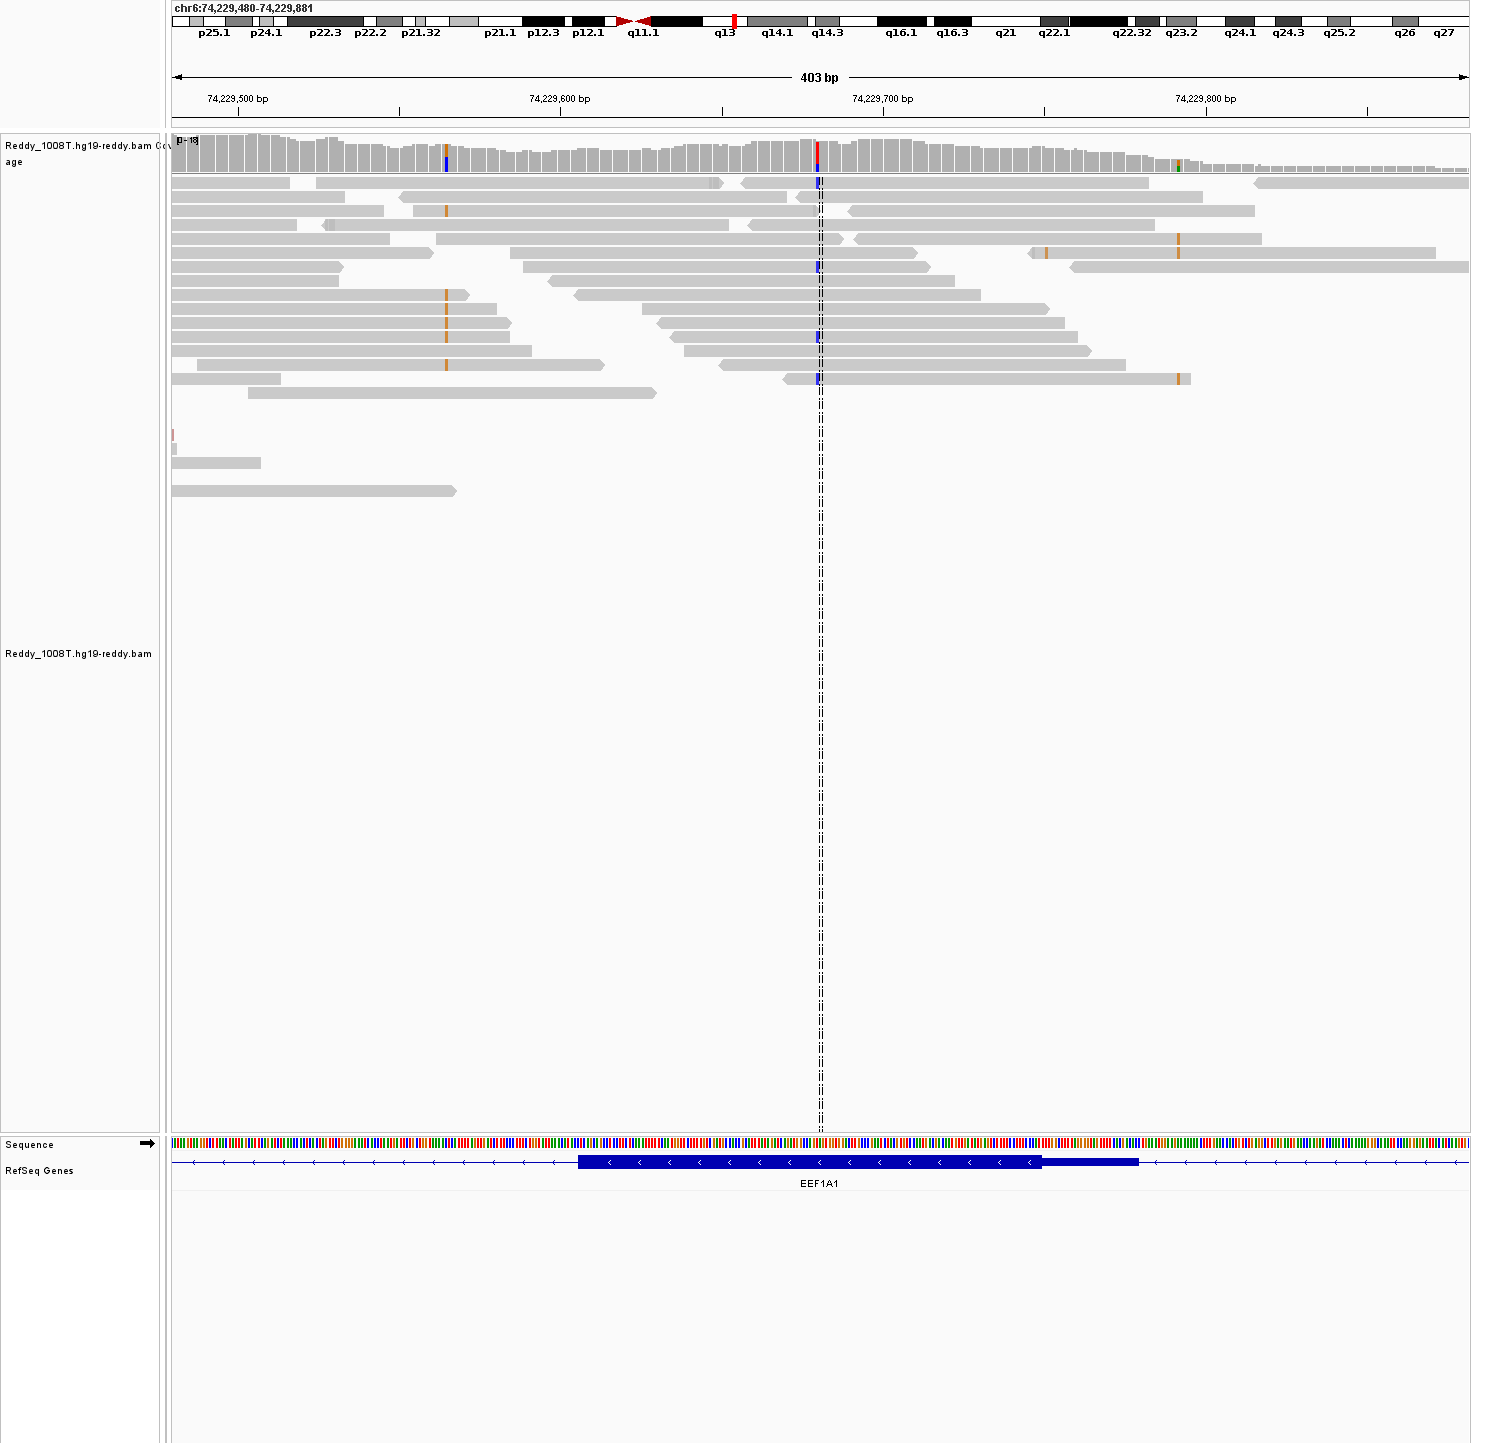 chr6:74,229,480-74,229,881
p25.1 p24.1 p22.3 p22.2 p21.32 p21.1 p12.3 p12.1 q11.1 q13 q14.1 q14.3 q16.1 q16.3 q21 q22.1 q22.32 q23.2 q24.1 q24.3 q25.2 q26 q27
403 bp
74,229,500 bp 74,229,600 bp 74,229,700 bp 74,229,800 bp
Reddy_1008T.hg19-reddy.bam Cov
age
[0 - 18]
Reddy_1008T.hg19-reddy.bam
Sequence
RefSeq Genes
EEF1A1